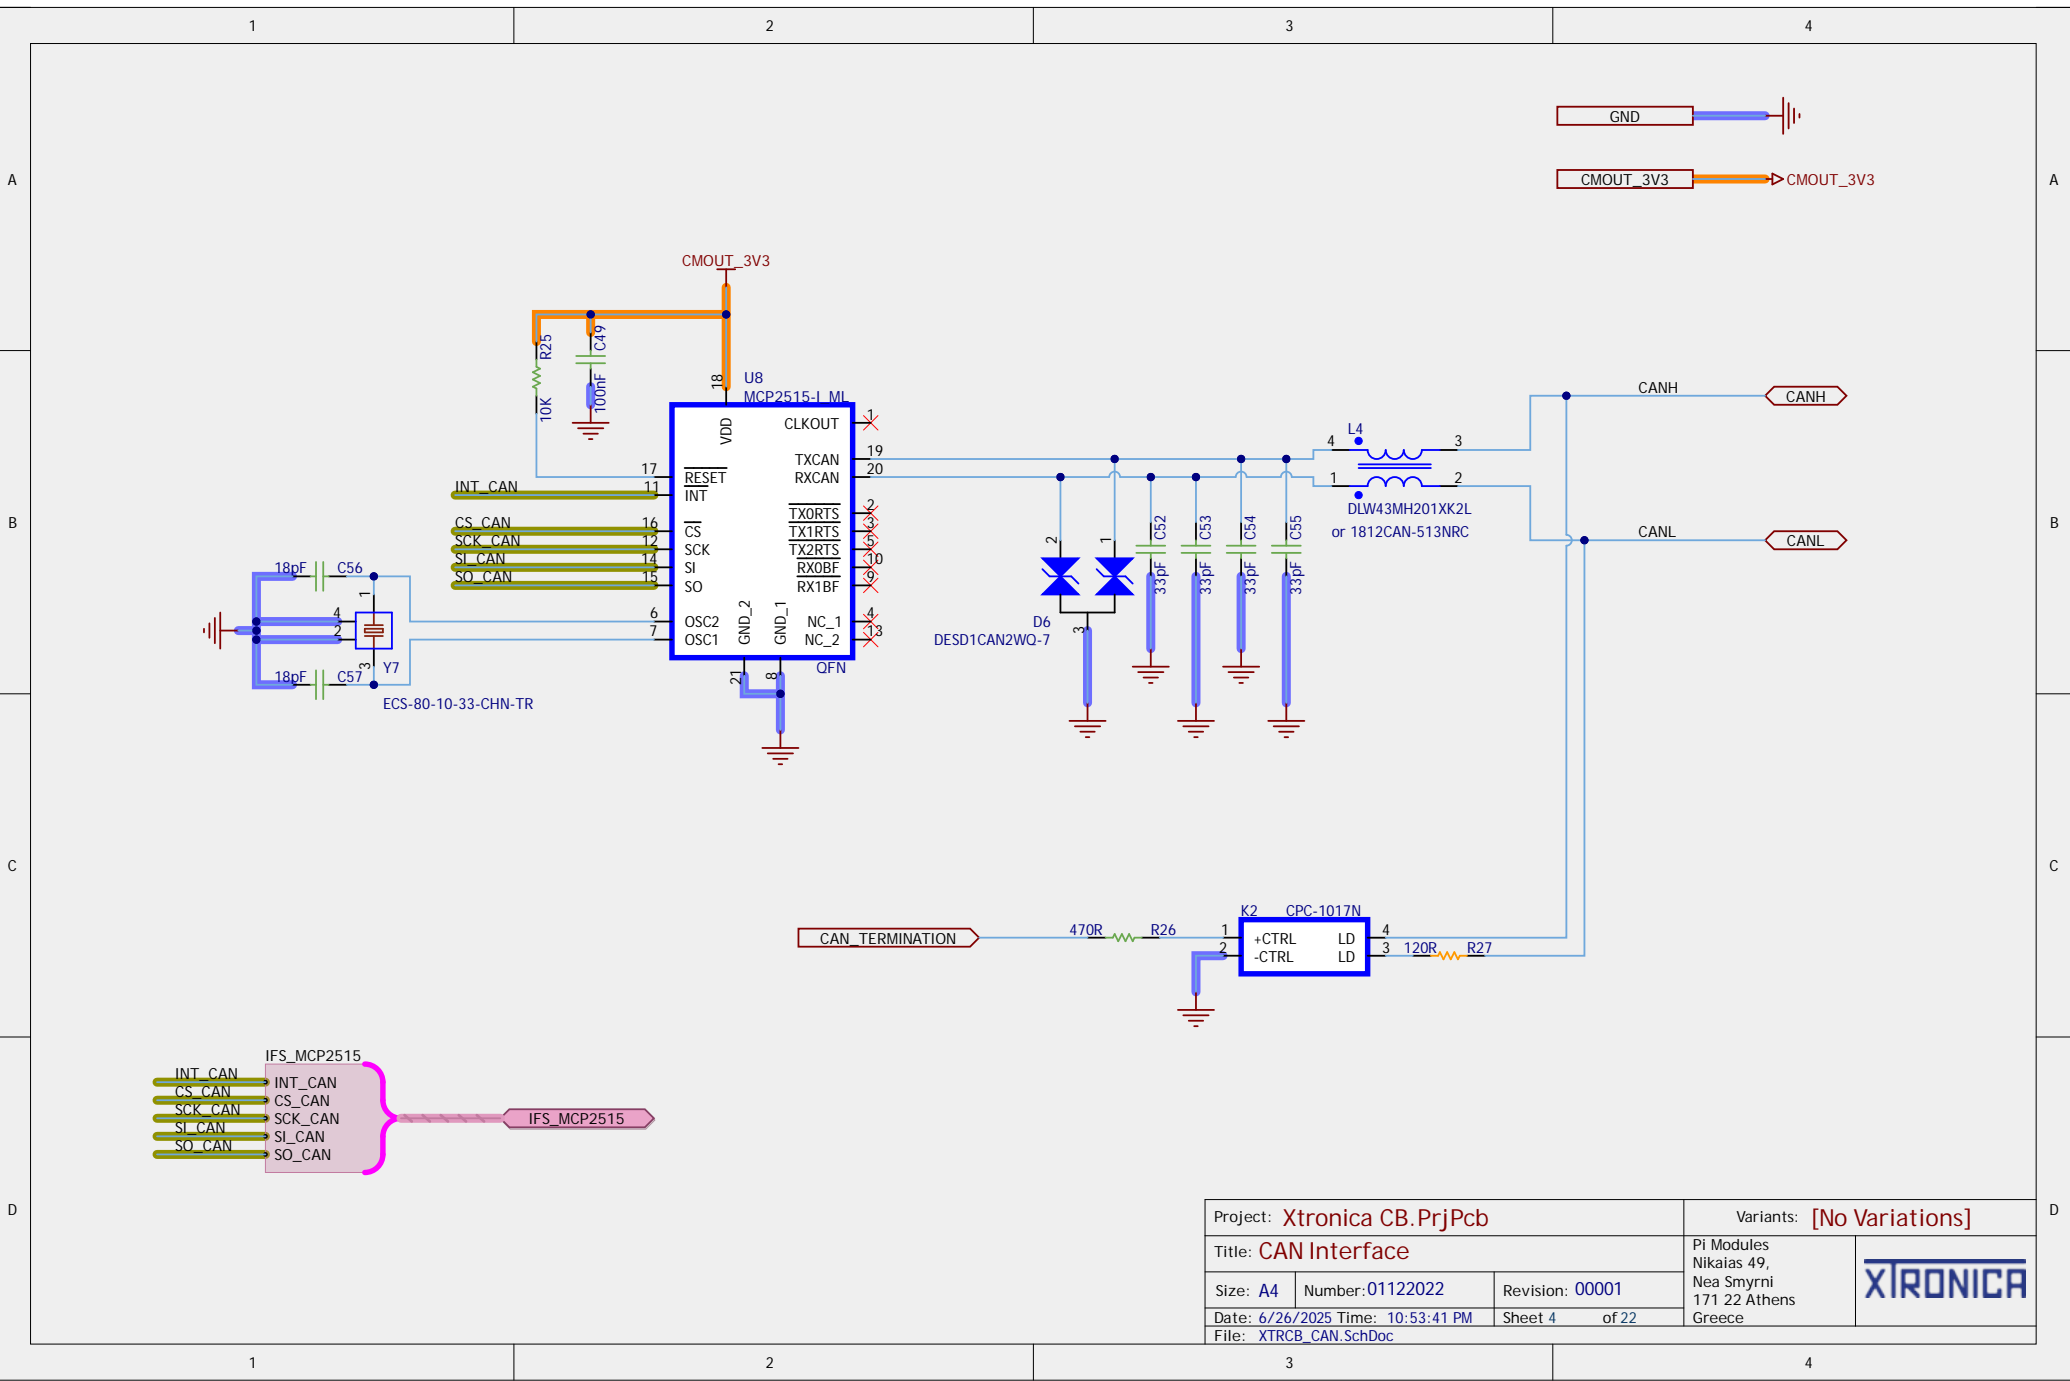 1 2 3 4
A A
GND
CMOUT_3V3 CMOUT_3V3
CMOUT_3V3
R25 10K
C49 100nF
U8
MCP2515-I_ML
18 VDD
CLKOUT 1
TXCAN 19
RXCAN 20
17 RESET
INT_CAN 11 INT
CS_CAN 16 CS
SCK_CAN 12 SCK
SI_CAN 14 SI
SO_CAN 15 SO
TX0RTS 2
TX1RTS 3
TX2RTS 5
RX0BF 10
RX1BF 9
6 OSC2
7 OSC1
GND_2 GND_1
NC_1 4
NC_2 13
21 8
QFN
18pF C56
1
4
2
3 Y7
18pF C57
ECS-80-10-33-CHN-TR
2 1
D6
DESD1CAN2WQ-7
3
C52 33pF
C53 33pF
C54 33pF
C55 33pF
L4
4 3
1 2
DLW43MH201XK2L
or 1812CAN-513NRC
CANH CANH
CANL CANL
B B
C C
K2 CPC-1017N
CAN_TERMINATION 470R R26 1 +CTRL LD 4
2 -CTRL LD 3 120R R27
IFS_MCP2515
INT_CAN INT_CAN
CS_CAN CS_CAN
SCK_CAN SCK_CAN
SI_CAN SI_CAN
SO_CAN SO_CAN
IFS_MCP2515
D D
Project: Xtronica CB.PrjPcb
Variants: [No Variations]
Title: CAN Interface
Size: A4 Number: 01122022 Revision: 00001
Date: 6/26/2025 Time: 10:53:41 PM Sheet 4 of 22
File: XTRCB_CAN.SchDoc
Pi Modules
Nikaias 49,
Nea Smyrni
171 22 Athens
Greece
XTRONICA
1 2 3 4